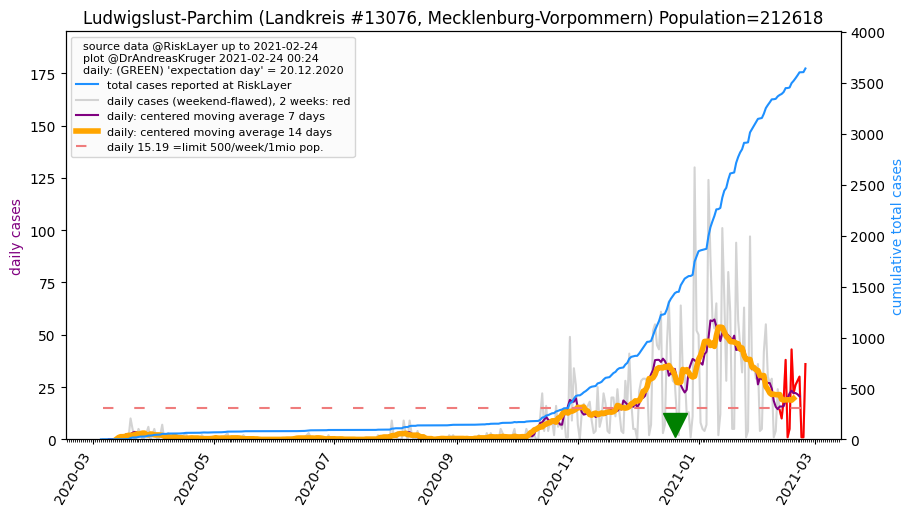 Ludwigslust-Parchim (Landkreis #13076, Mecklenburg-Vorpommern) Population=212618
source data @RiskLayer up to 2021-02-24
plot @DrAndreasKruger 2021-02-24 00:24
daily: (GREEN) 'expectation day' = 20.12.2020
total cases reported at RiskLayer
daily cases (weekend-flawed), 2 weeks: red
daily: centered moving average 7 days
daily: centered moving average 14 days
daily 15.19 =limit 500/week/1mio pop.
daily cases
175
150
125
100
75
50
25
0
4000
3500
3000
2500
2000
1500
1000
500
0
cumulative total cases
2020-03
2020-05
2020-07
2020-09
2020-11
2021-01
2021-03